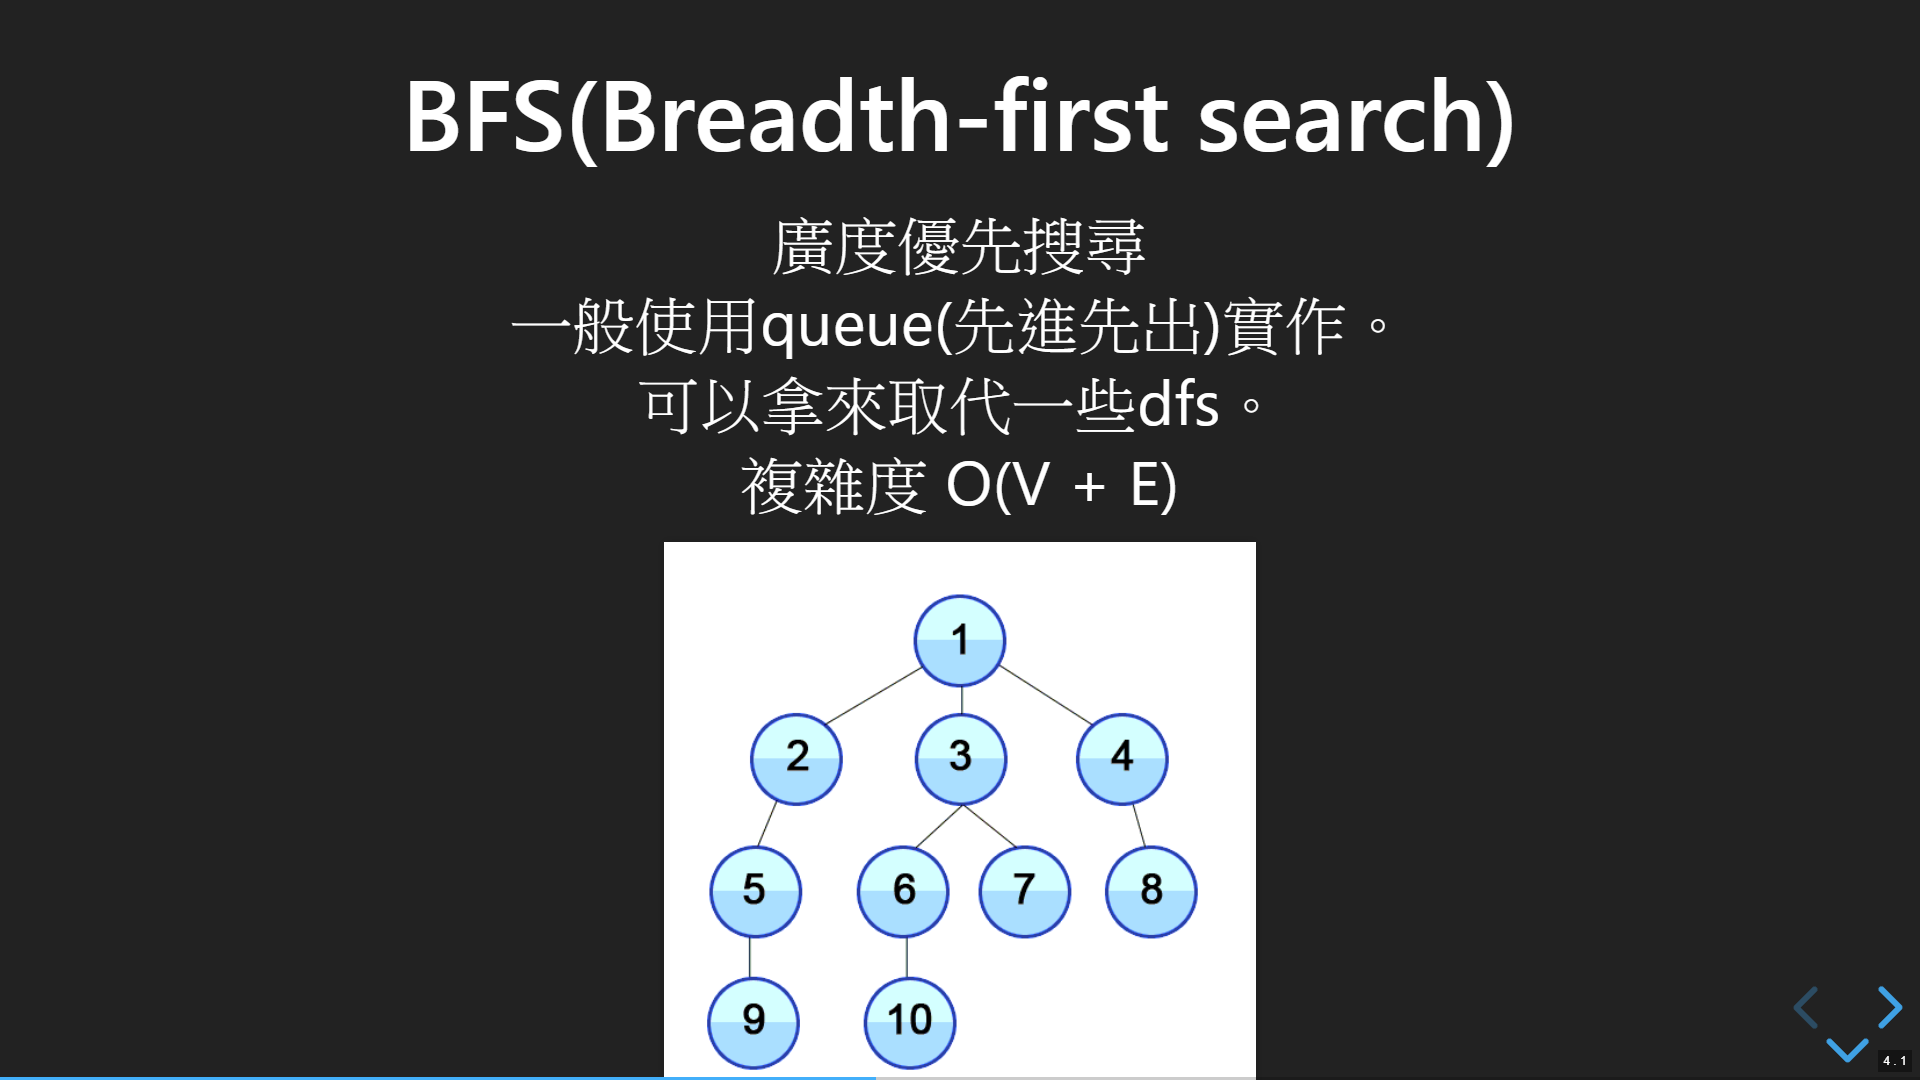 BFS(Breadth-first search)
廣度優先搜尋
一般使用queue(先進先出)實作。
可以拿來取代一些dfs。
複雜度 O(V + E)
1
2 3 4
5 6 7 8
9 10
4.1